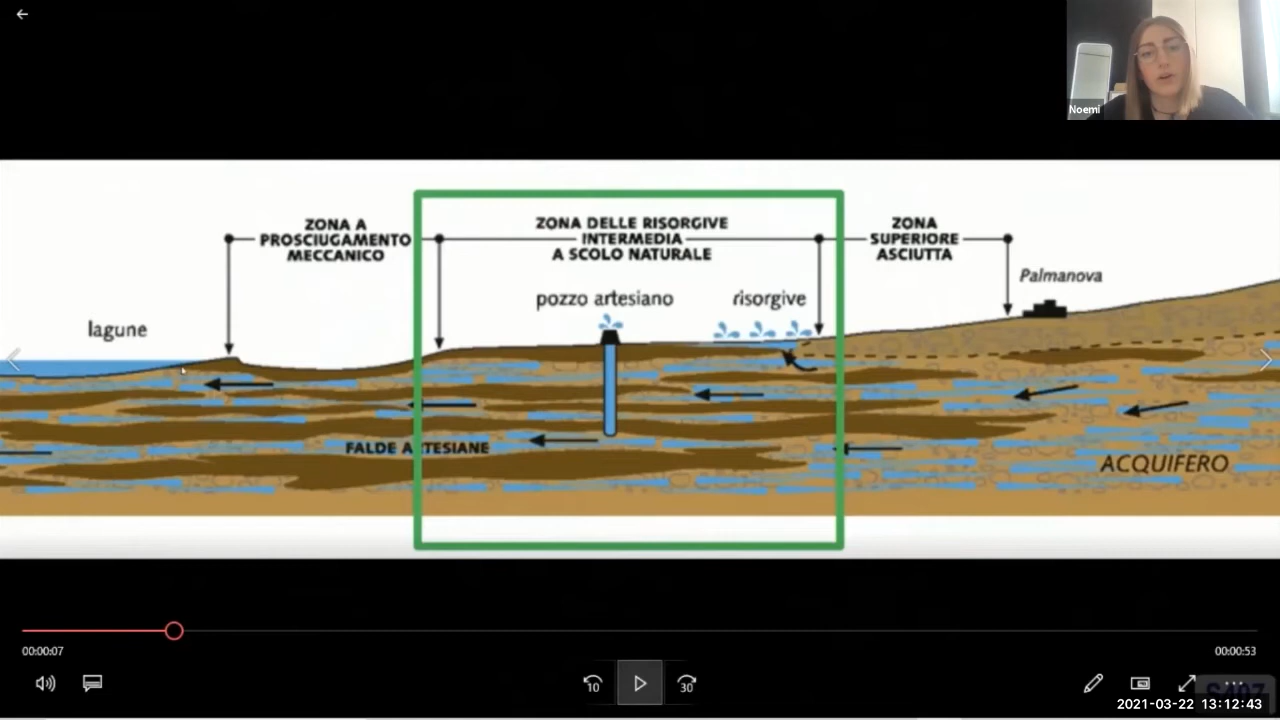 Noemi
ZONA A
PROSCIUGAMENTO
MECCANICO
ZONA DELLE RISORGIVE
INTERMEDIA
A SCOLO NATURALE
ZONA
SUPERIORE
ASCIUTTA
Palmanova
pozzo artesiano
risorgive
lagune
FALDE ARTESIANE
ACQUIFERO
00:00:07
00:00:53
10
30
2021-03-22 13:12:43